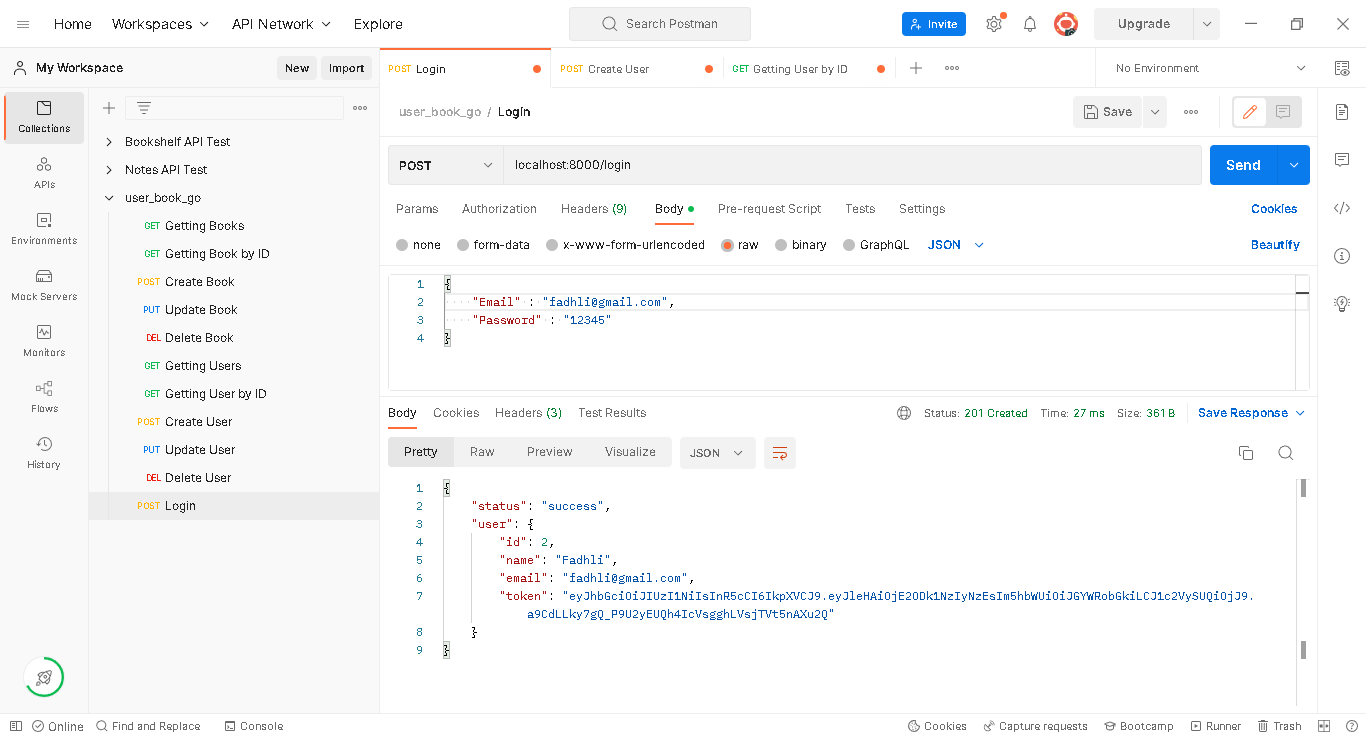 Home Workspaces API Network Explore Search Postman Invite Upgrade
My Workspace New Import POST Login POST Create User GET Getting User by ID No Environment
Collections
APIs
Environments
Mock Servers
Monitors
Flows
History
Bookshelf API Test
Notes API Test
user_book_go
GET Getting Books
GET Getting Book by ID
POST Create Book
PUT Update Book
DEL Delete Book
GET Getting Users
GET Getting User by ID
POST Create User
PUT Update User
DEL Delete User
POST Login
user_book_go / Login Save
POST localhost:8000/login Send
Params Authorization Headers (9) Body Pre-request Script Tests Settings Cookies
none form-data x-www-form-urlencoded raw binary GraphQL JSON Beautify
1 {
2 "Email" : "fadhli@gmail.com",
3 "Password" : "12345"
4 }
Body Cookies Headers (3) Test Results Status: 201 Created Time: 27 ms Size: 361 B Save Response
Pretty Raw Preview Visualize JSON
1 {
2 "status": "success",
3 "user": {
4 "id": 2,
5 "name": "Fadhli",
6 "email": "fadhli@gmail.com",
7 "token": "eyJhbGciOiJIUzI1NiIsInR5cCI6IkpXVCJ9.eyJleHAiOjE2ODk1NzIyNzEsIm5hbWUiOiJGYWRobGkiLCJ1c2VySUQiOjJ9.
a9CdLLky7gQ_P9U2yEUQh4IcVsgghLVsjTVt5nAXu2Q"
8 }
9 }
Online Find and Replace Console Cookies Capture requests Bootcamp Runner Trash